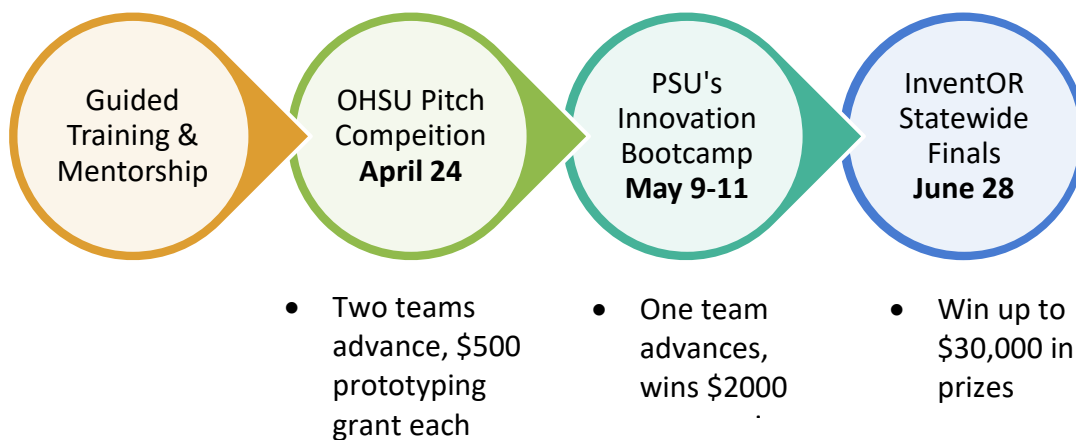 Guided
Training &
Mentorship
OHSU Pitch
Compeition
April 24
PSU's
Innovation
Bootcamp
May 9-11
InventOR
Statewide
Finals
June 28
• Two teams
advance, $500
prototyping
grant each
• One team
advances,
wins $2000
• Win up to
$30,000 in
prizes